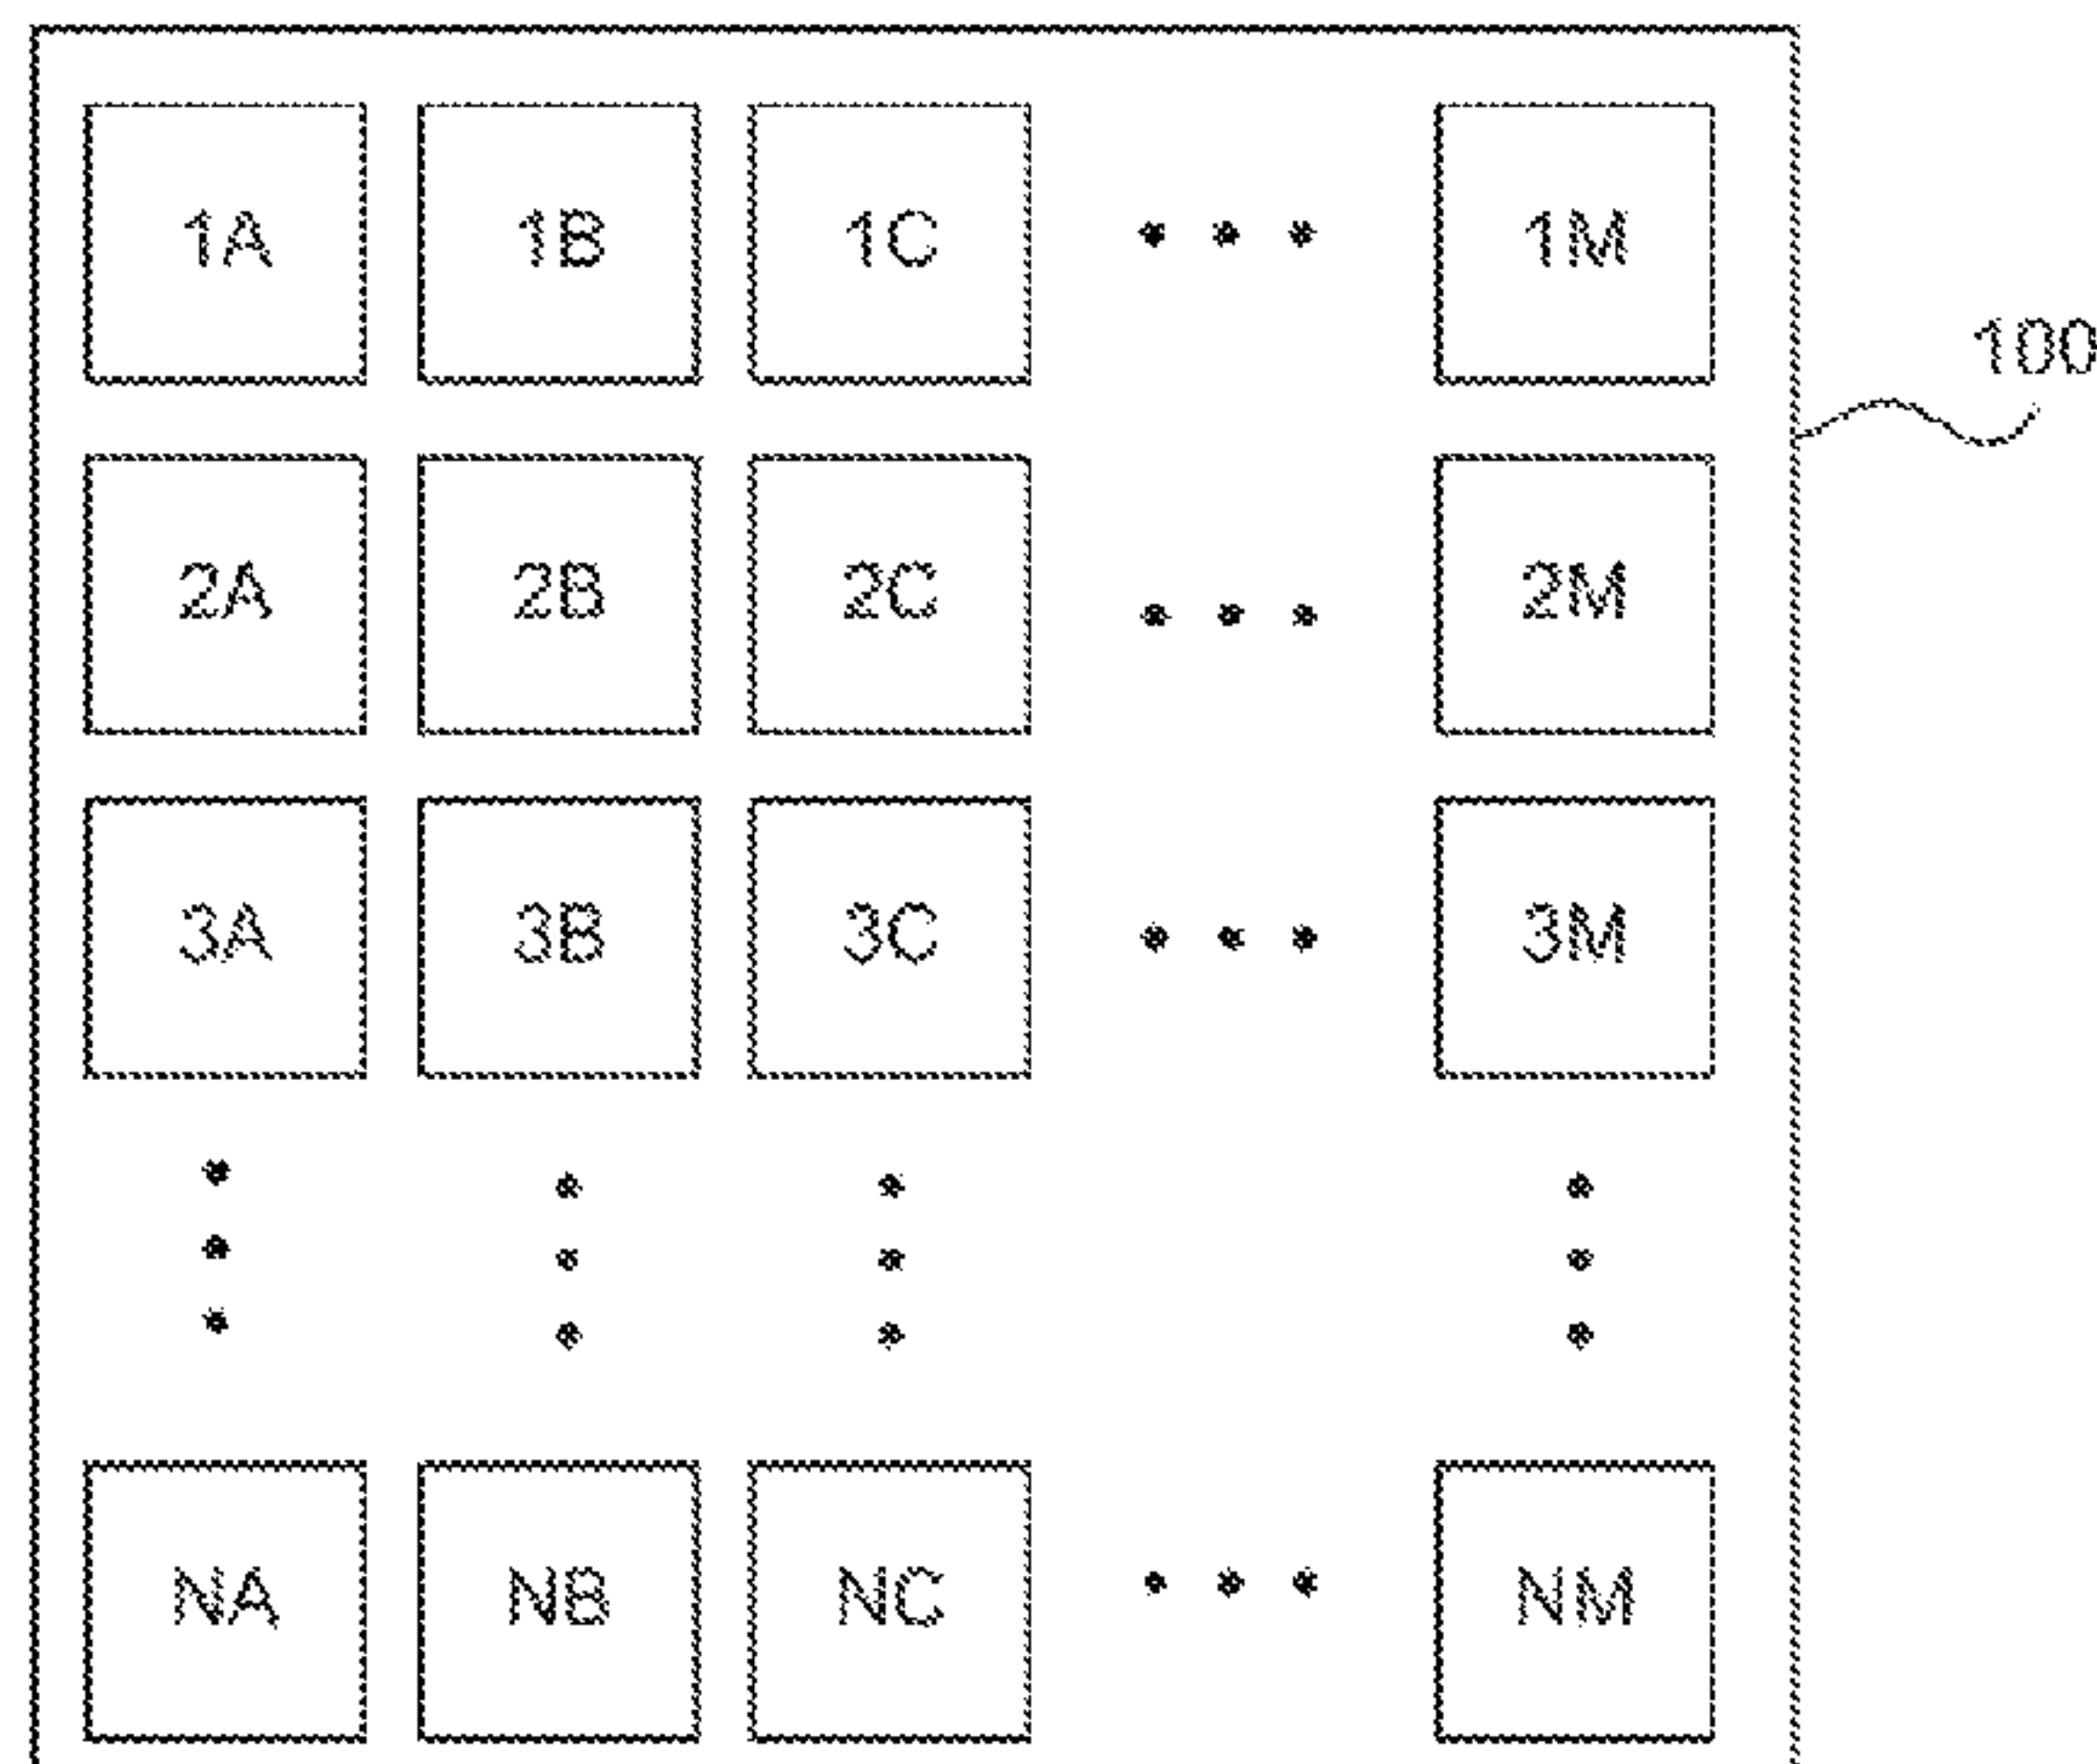 1A 1B 1C • • • 1M
100
2A 2B 2C • • • 2M
3A 3B 3C • • • 3M
NA NB NC • • • NM